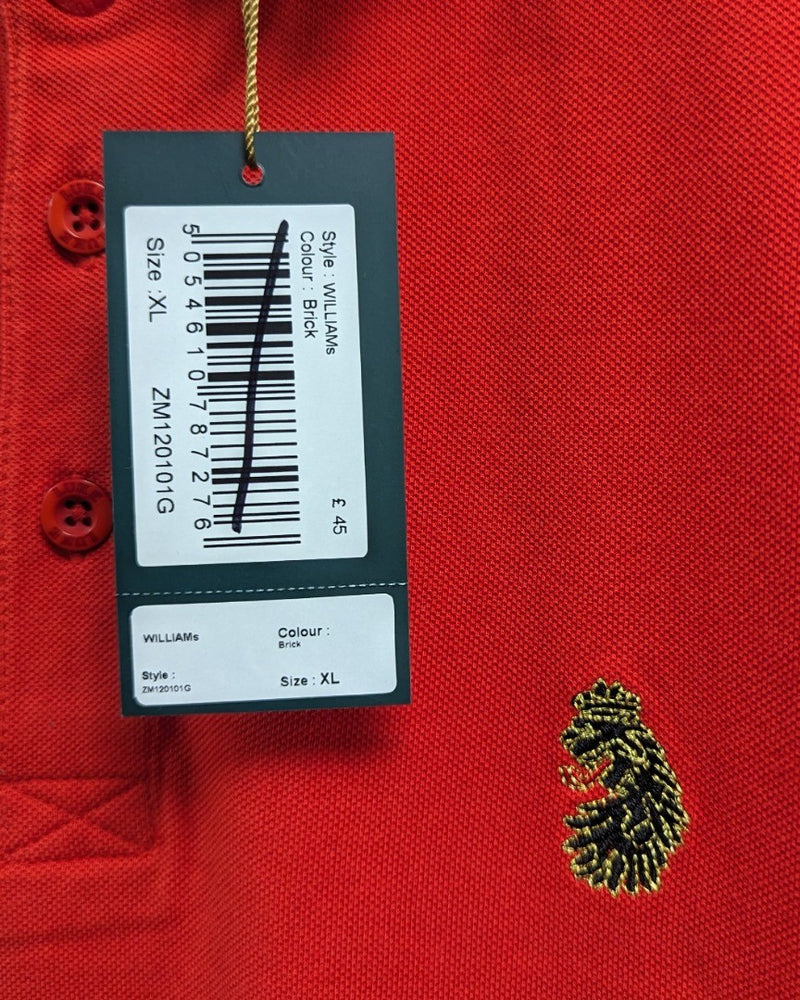 Style : WILLIAMs
Colour : Brick
£ 45
5 054610 787276
Size :XL ZM120101G
WILLIAMs
Colour :
Brick
Style :
ZM120101G
Size : XL